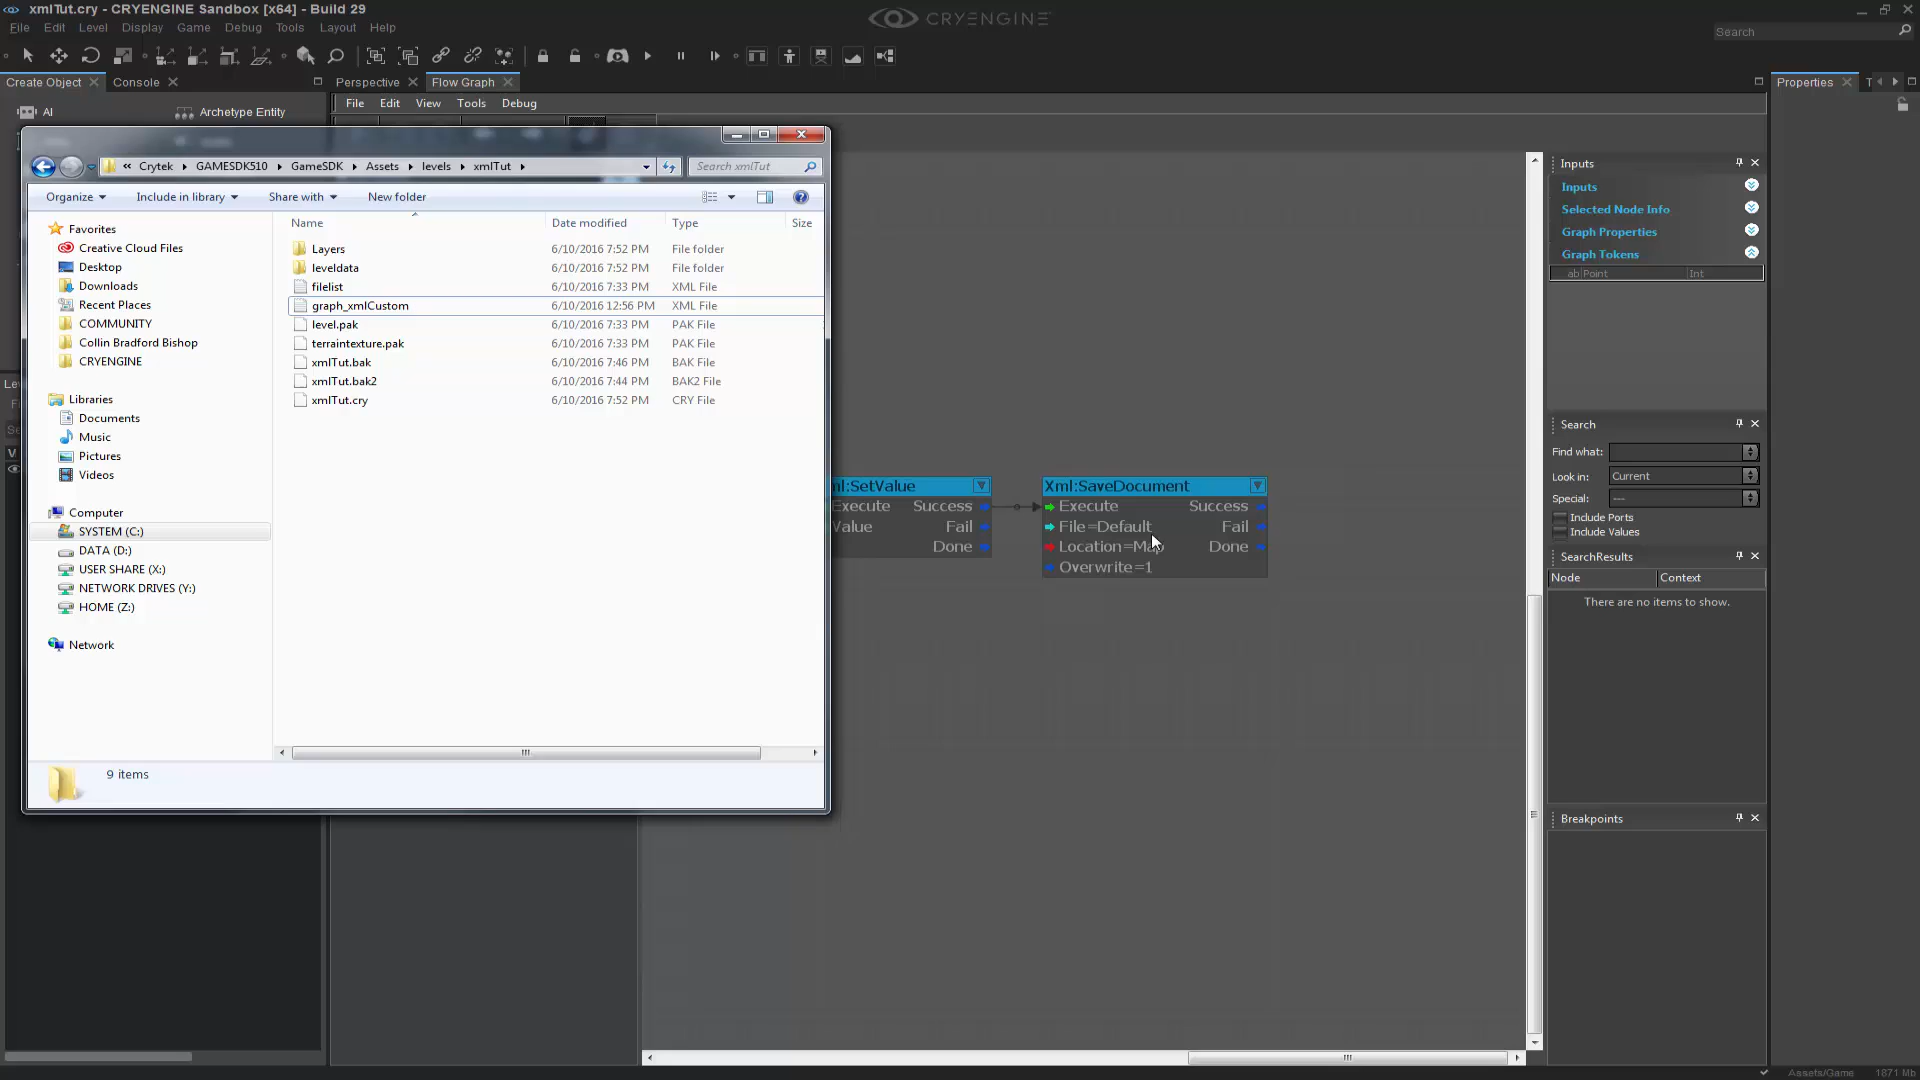 xmlTut.cry - CRYENGINE Sandbox [x64] - Build 29
CRYENGINE
File Edit Level Display Game Debug Tools Layout Help
Search
Create Object Console Perspective Flow Graph Properties
AI Archetype Entity
File Edit View Tools Debug
« Crytek GAMESDK510 GameSDK Assets levels xmlTut
Search xmlTut
Organize Include in library Share with New folder
Name Date modified Type Size
Favorites
Creative Cloud Files
Desktop
Downloads
Recent Places
COMMUNITY
Collin Bradford Bishop
CRYENGINE
Libraries
Documents
Music
Pictures
Videos
Computer
SYSTEM (C:)
DATA (D:)
USER SHARE (X:)
NETWORK DRIVES (Y:)
HOME (Z:)
Network
Layers 6/10/2016 7:52 PM File folder
leveldata 6/10/2016 7:52 PM File folder
filelist 6/10/2016 7:33 PM XML File
graph_xmlCustom 6/10/2016 12:56 PM XML File
level.pak 6/10/2016 7:33 PM PAK File
terraintexture.pak 6/10/2016 7:33 PM PAK File
xmlTut.bak 6/10/2016 7:46 PM BAK File
xmlTut.bak2 6/10/2016 7:44 PM BAK2 File
xmlTut.cry 6/10/2016 7:52 PM CRY File
9 items
ml:SetValue
Execute Success
Value Fail
Done
Xml:SaveDocument
Execute Success
File=Default Fail
Location=Map Done
Overwrite=1
Inputs
Inputs
Selected Node Info
Graph Properties
Graph Tokens
ab Point Int
Search
Find what:
Look in: Current
Special: ---
Include Ports
Include Values
SearchResults
Node Context
There are no items to show.
Breakpoints
Assets/Game 1871 Mb